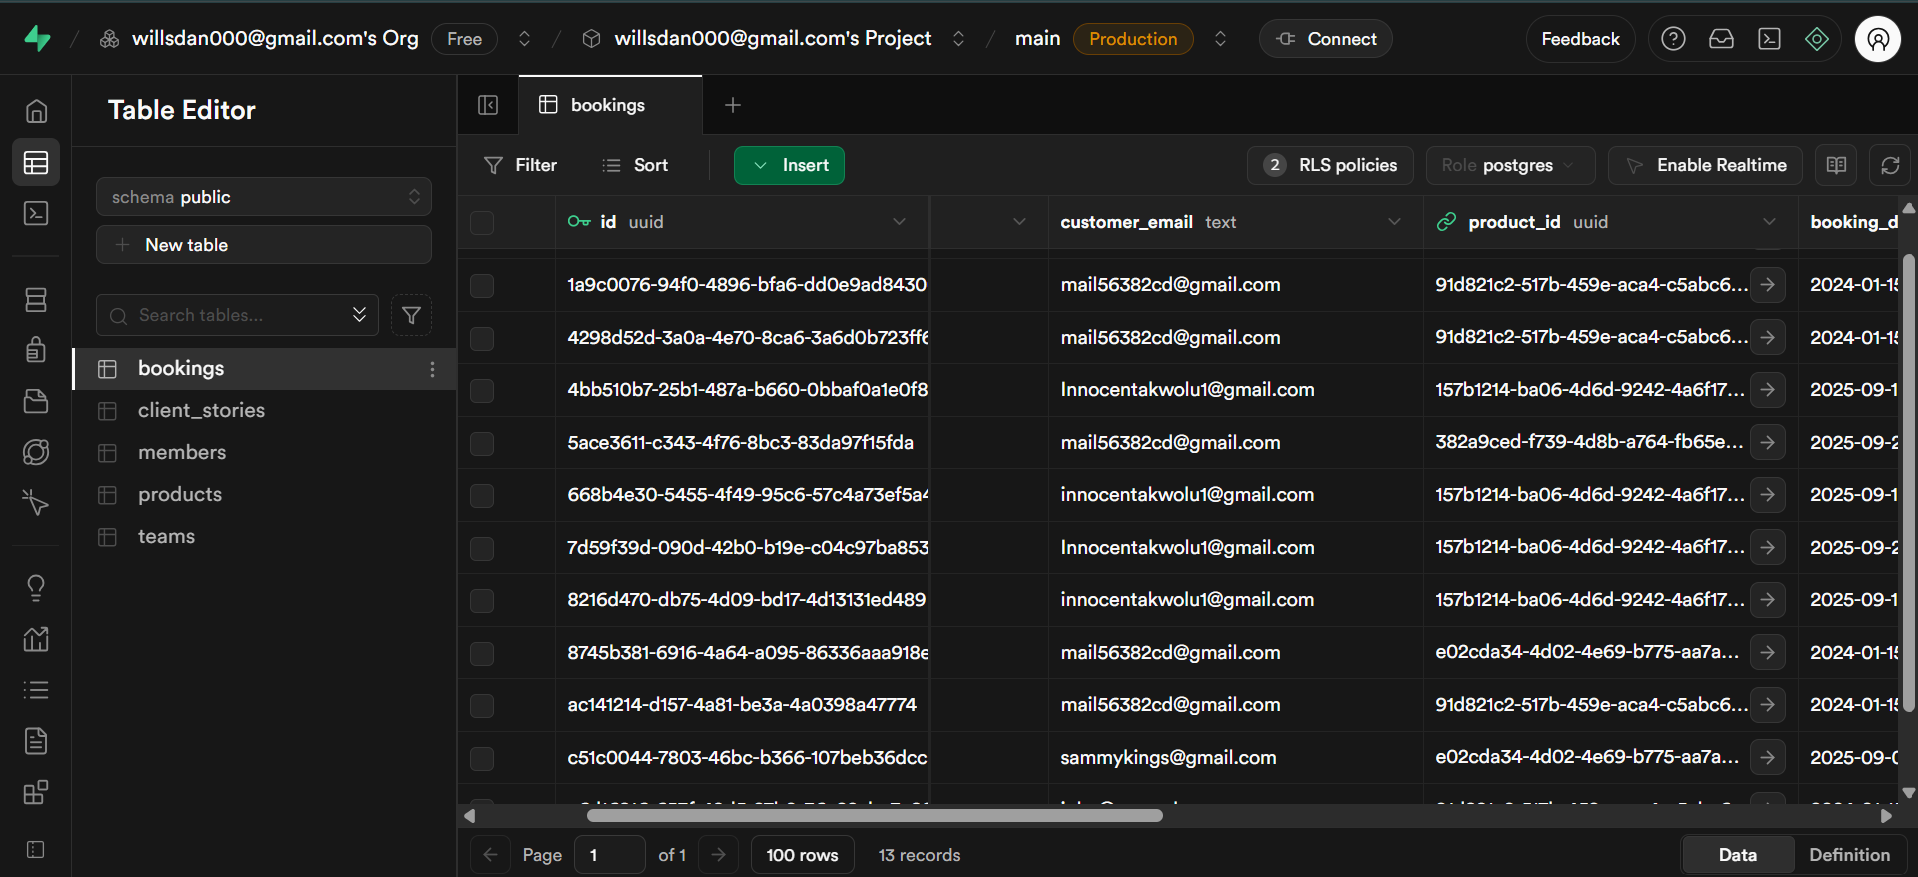 willsdan000@gmail.com's Org Free willsdan000@gmail.com's Project main Production Connect Feedback
Table Editor
bookings
Filter Sort Insert 2 RLS policies Role postgres Enable Realtime
schema public
New table
Search tables...
bookings
client_stories
members
products
teams
id uuid customer_email text product_id uuid booking_d
1a9c0076-94f0-4896-bfa6-dd0e9ad8430 mail56382cd@gmail.com 91d821c2-517b-459e-aca4-c5abc6... 2024-01-15
4298d52d-3a0a-4e70-8ca6-3a6d0b723ff6 mail56382cd@gmail.com 91d821c2-517b-459e-aca4-c5abc6... 2024-01-15
4bb510b7-25b1-487a-b660-0bbaf0a1e0f8 Innocentakwolu1@gmail.com 157b1214-ba06-4d6d-9242-4a6f17... 2025-09-1
5ace3611-c343-4f76-8bc3-83da97f15fda mail56382cd@gmail.com 382a9ced-f739-4d8b-a764-fb65e... 2025-09-2
668b4e30-5455-4f49-95c6-57c4a73ef5a4 innocentakwolu1@gmail.com 157b1214-ba06-4d6d-9242-4a6f17... 2025-09-1
7d59f39d-090d-42b0-b19e-c04c97ba853 Innocentakwolu1@gmail.com 157b1214-ba06-4d6d-9242-4a6f17... 2025-09-2
8216d470-db75-4d09-bd17-4d13131ed489 innocentakwolu1@gmail.com 157b1214-ba06-4d6d-9242-4a6f17... 2025-09-1
8745b381-6916-4a64-a095-86336aaa918e mail56382cd@gmail.com e02cda34-4d02-4e69-b775-aa7a... 2024-01-15
ac141214-d157-4a81-be3a-4a0398a47774 mail56382cd@gmail.com 91d821c2-517b-459e-aca4-c5abc6... 2024-01-15
c51c0044-7803-46bc-b366-107beb36dcc sammykings@gmail.com e02cda34-4d02-4e69-b775-aa7a... 2025-09-0
Page 1 of 1 100 rows 13 records Data Definition